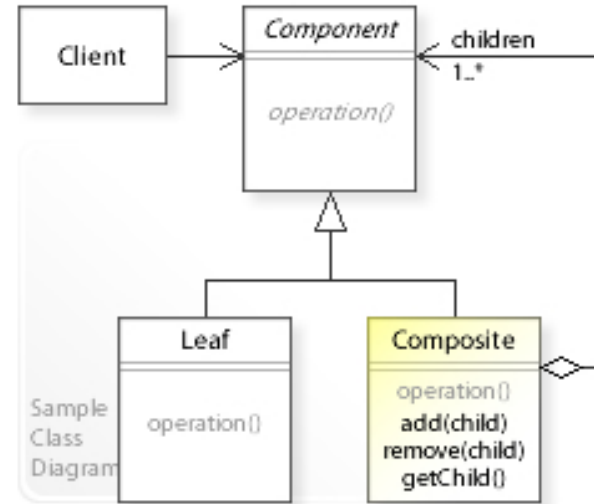 Client
Component
operation()
children
1..*
Leaf
operation()
Composite
operation()
add(child)
remove(child)
getChild()
Sample
Class
Diagram